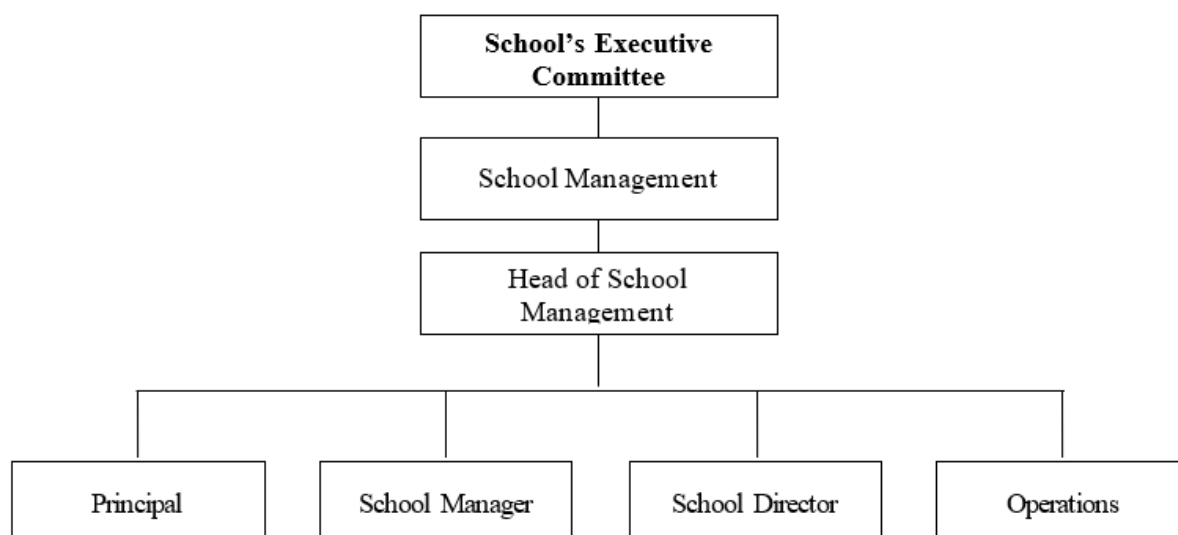 School’s Executive
Committee
School Management
Head of School
Management
Principal
School Manager
School Director
Operations